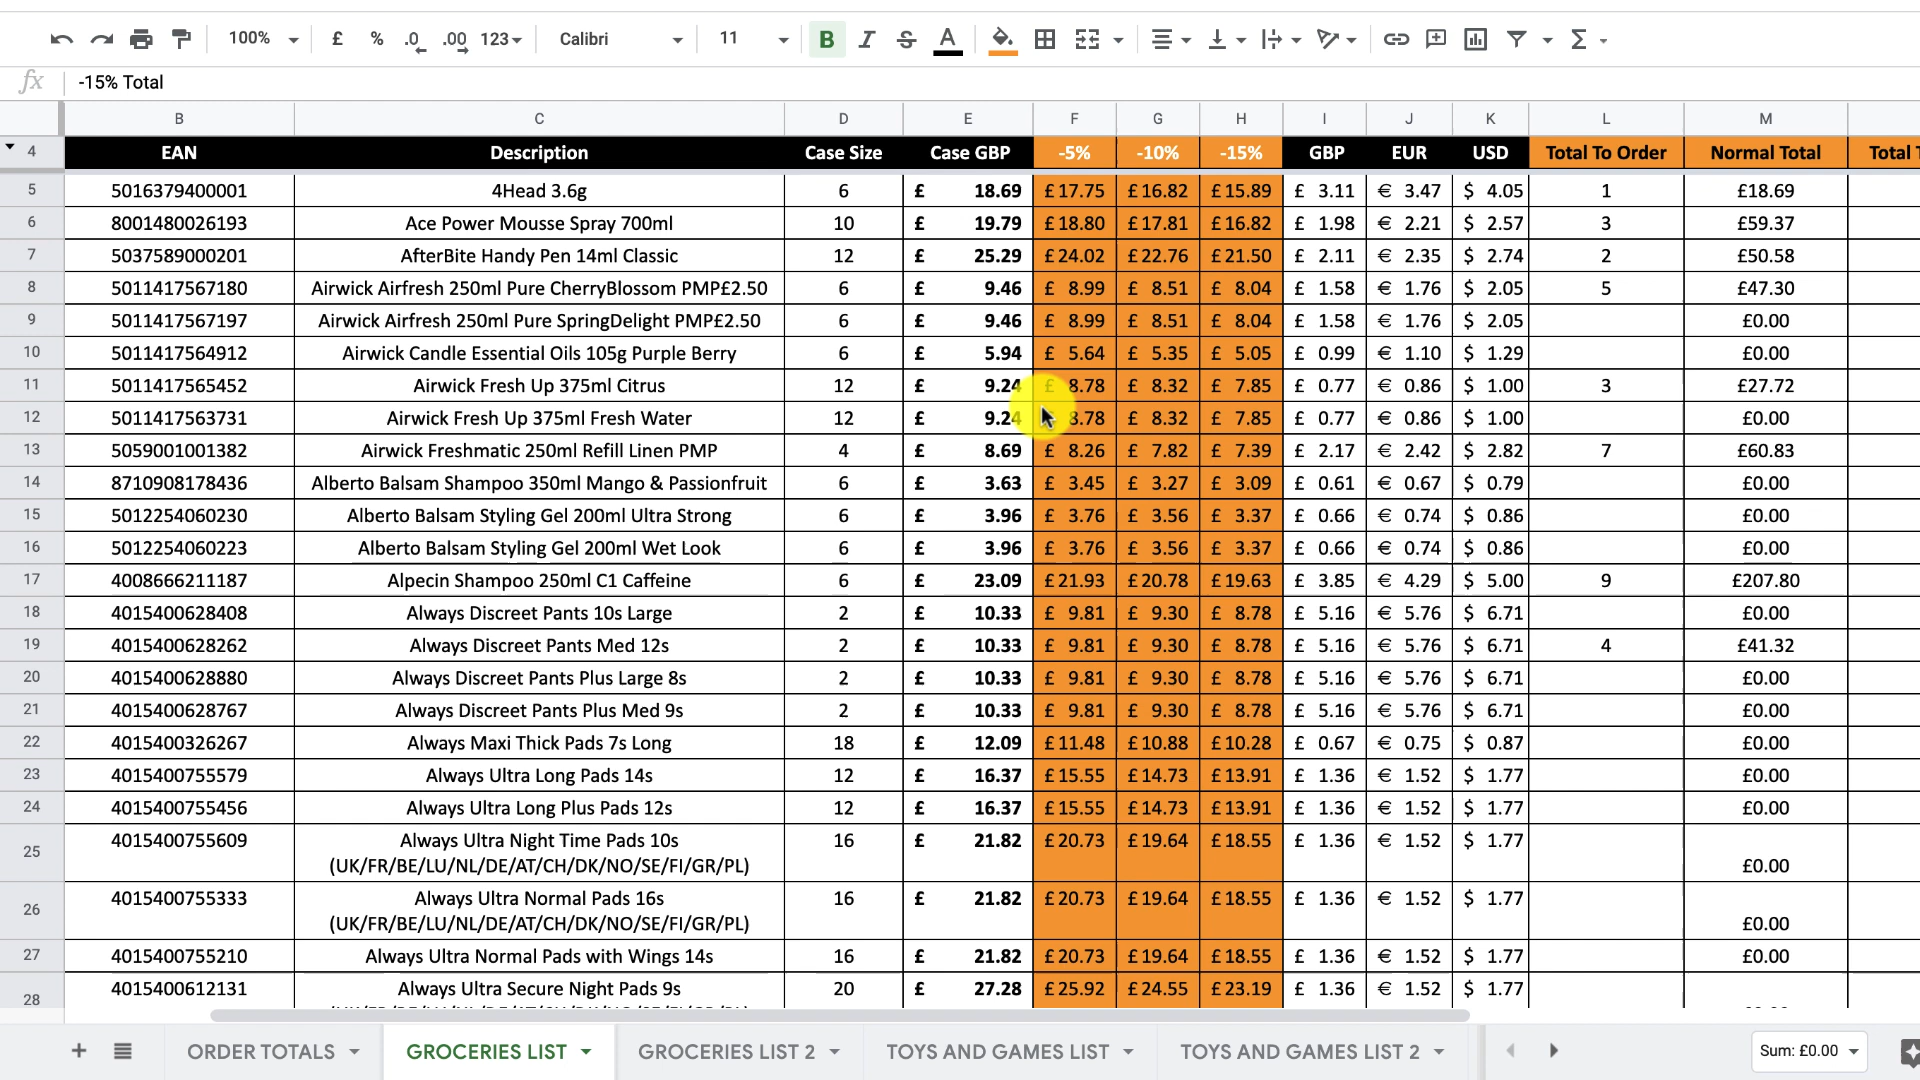 100% £ % .0 .00 123 Calibri 11 B I S A
fx -15% Total
B C D E F G H I J K L M
4 EAN Description Case Size Case GBP -5% -10% -15% GBP EUR USD Total To Order Normal Total Total
5 5016379400001 4Head 3.6g 6 £ 18.69 £17.75 £16.82 £15.89 £ 3.11 € 3.47 $ 4.05 1 £18.69
6 8001480026193 Ace Power Mousse Spray 700ml 10 £ 19.79 £18.80 £17.81 £16.82 £ 1.98 € 2.21 $ 2.57 3 £59.37
7 5037589000201 AfterBite Handy Pen 14ml Classic 12 £ 25.29 £24.02 £22.76 £21.50 £ 2.11 € 2.35 $ 2.74 2 £50.58
8 5011417567180 Airwick Airfresh 250ml Pure CherryBlossom PMP£2.50 6 £ 9.46 £ 8.99 £ 8.51 £ 8.04 £ 1.58 € 1.76 $ 2.05 5 £47.30
9 5011417567197 Airwick Airfresh 250ml Pure SpringDelight PMP£2.50 6 £ 9.46 £ 8.99 £ 8.51 £ 8.04 £ 1.58 € 1.76 $ 2.05 £0.00
10 5011417564912 Airwick Candle Essential Oils 105g Purple Berry 6 £ 5.94 £ 5.64 £ 5.35 £ 5.05 £ 0.99 € 1.10 $ 1.29 £0.00
11 5011417565452 Airwick Fresh Up 375ml Citrus 12 £ 9.24 £ 8.78 £ 8.32 £ 7.85 £ 0.77 € 0.86 $ 1.00 3 £27.72
12 5011417563731 Airwick Fresh Up 375ml Fresh Water 12 £ 9.24 8.78 £ 8.32 £ 7.85 £ 0.77 € 0.86 $ 1.00 £0.00
13 5059001001382 Airwick Freshmatic 250ml Refill Linen PMP 4 £ 8.69 £ 8.26 £ 7.82 £ 7.39 £ 2.17 € 2.42 $ 2.82 7 £60.83
14 8710908178436 Alberto Balsam Shampoo 350ml Mango & Passionfruit 6 £ 3.63 £ 3.45 £ 3.27 £ 3.09 £ 0.61 € 0.67 $ 0.79 £0.00
15 5012254060230 Alberto Balsam Styling Gel 200ml Ultra Strong 6 £ 3.96 £ 3.76 £ 3.56 £ 3.37 £ 0.66 € 0.74 $ 0.86 £0.00
16 5012254060223 Alberto Balsam Styling Gel 200ml Wet Look 6 £ 3.96 £ 3.76 £ 3.56 £ 3.37 £ 0.66 € 0.74 $ 0.86 £0.00
17 4008666211187 Alpecin Shampoo 250ml C1 Caffeine 6 £ 23.09 £21.93 £20.78 £19.63 £ 3.85 € 4.29 $ 5.00 9 £207.80
18 4015400628408 Always Discreet Pants 10s Large 2 £ 10.33 £ 9.81 £ 9.30 £ 8.78 £ 5.16 € 5.76 $ 6.71 £0.00
19 4015400628262 Always Discreet Pants Med 12s 2 £ 10.33 £ 9.81 £ 9.30 £ 8.78 £ 5.16 € 5.76 $ 6.71 4 £41.32
20 4015400628880 Always Discreet Pants Plus Large 8s 2 £ 10.33 £ 9.81 £ 9.30 £ 8.78 £ 5.16 € 5.76 $ 6.71 £0.00
21 4015400628767 Always Discreet Pants Plus Med 9s 2 £ 10.33 £ 9.81 £ 9.30 £ 8.78 £ 5.16 € 5.76 $ 6.71 £0.00
22 4015400326267 Always Maxi Thick Pads 7s Long 18 £ 12.09 £11.48 £10.88 £10.28 £ 0.67 € 0.75 $ 0.87 £0.00
23 4015400755579 Always Ultra Long Pads 14s 12 £ 16.37 £15.55 £14.73 £13.91 £ 1.36 € 1.52 $ 1.77 £0.00
24 4015400755456 Always Ultra Long Plus Pads 12s 12 £ 16.37 £15.55 £14.73 £13.91 £ 1.36 € 1.52 $ 1.77 £0.00
25 4015400755609 Always Ultra Night Time Pads 10s 16 £ 21.82 £20.73 £19.64 £18.55 £ 1.36 € 1.52 $ 1.77
(UK/FR/BE/LU/NL/DE/AT/CH/DK/NO/SE/FI/GR/PL) £0.00
26 4015400755333 Always Ultra Normal Pads 16s 16 £ 21.82 £20.73 £19.64 £18.55 £ 1.36 € 1.52 $ 1.77
(UK/FR/BE/LU/NL/DE/AT/CH/DK/NO/SE/FI/GR/PL) £0.00
27 4015400755210 Always Ultra Normal Pads with Wings 14s 16 £ 21.82 £20.73 £19.64 £18.55 £ 1.36 € 1.52 $ 1.77 £0.00
28 4015400612131 Always Ultra Secure Night Pads 9s 20 £ 27.28 £25.92 £24.55 £23.19 £ 1.36 € 1.52 $ 1.77
ORDER TOTALS GROCERIES LIST GROCERIES LIST 2 TOYS AND GAMES LIST TOYS AND GAMES LIST 2 Sum: £0.00